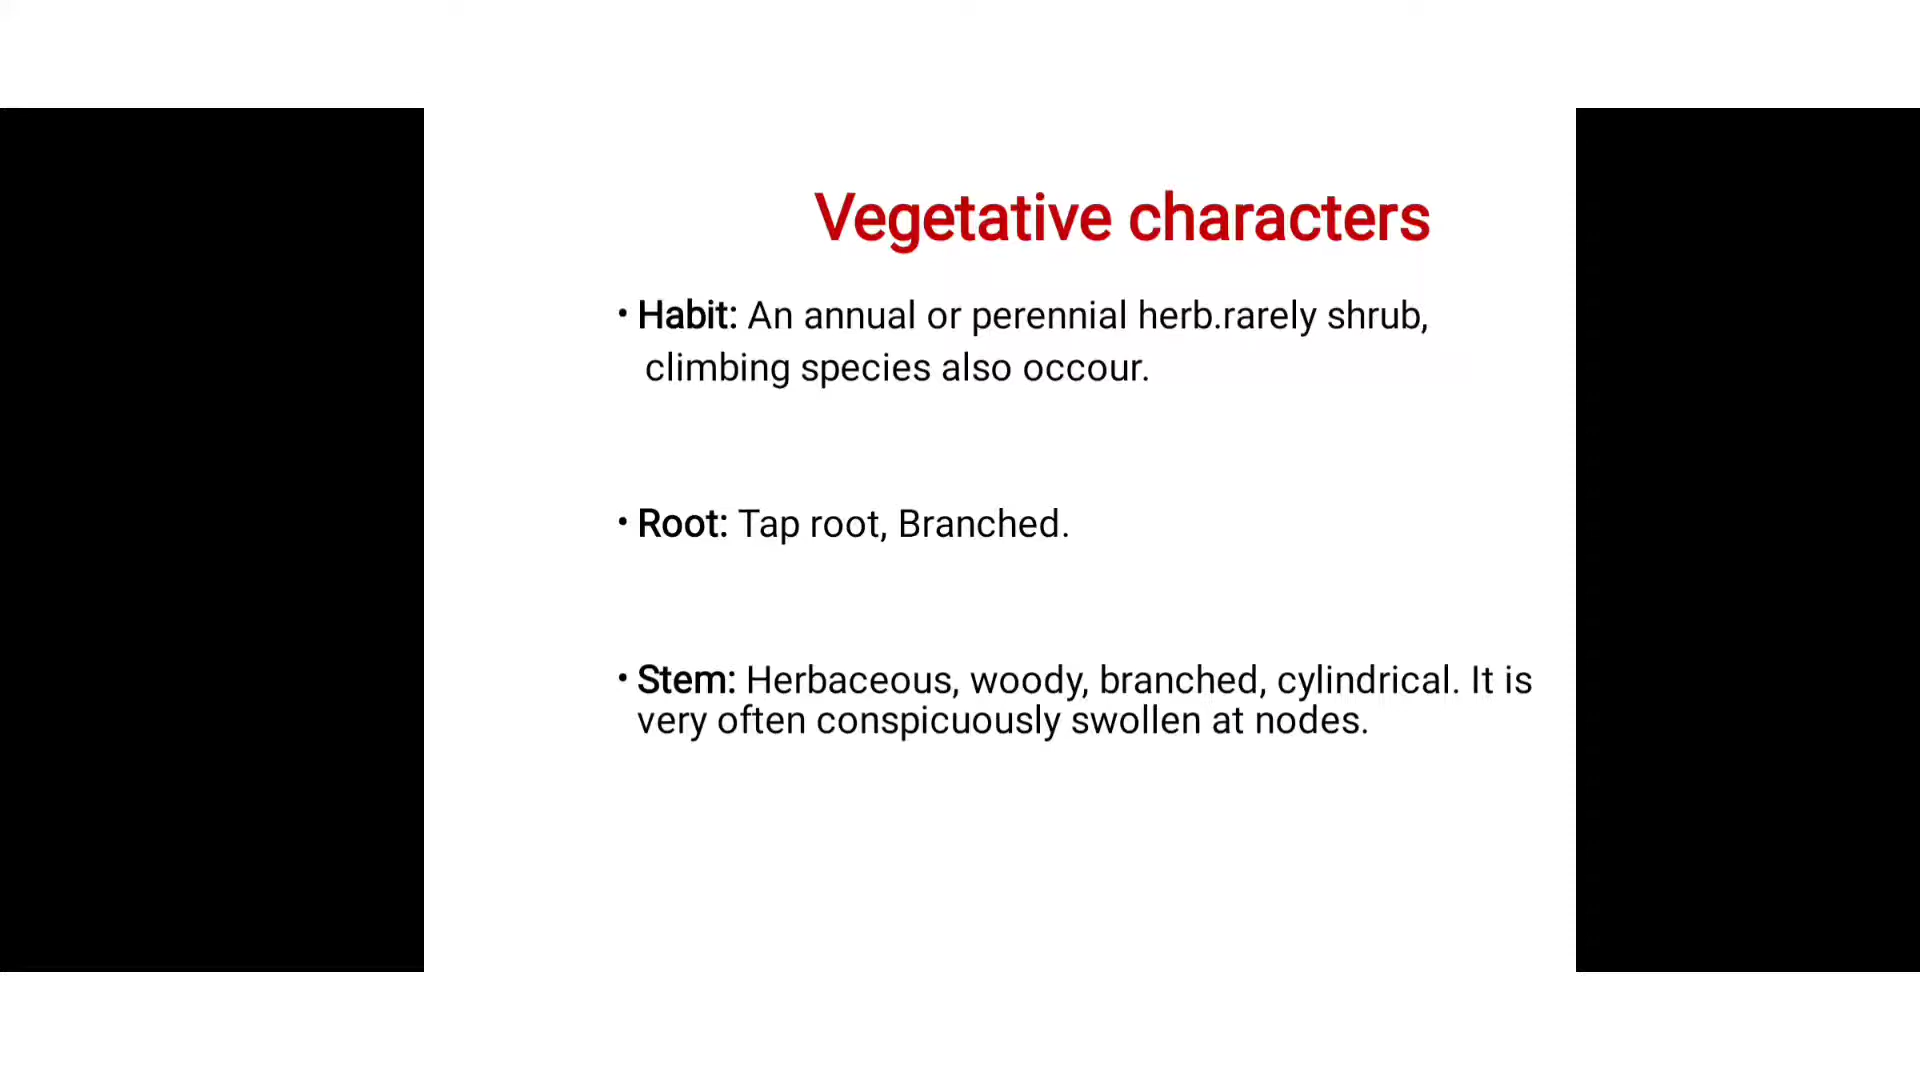 Vegetative characters
• Habit: An annual or perennial herb.rarely shrub,
climbing species also occour.
• Root: Tap root, Branched.
• Stem: Herbaceous, woody, branched, cylindrical. It is
very often conspicuously swollen at nodes.